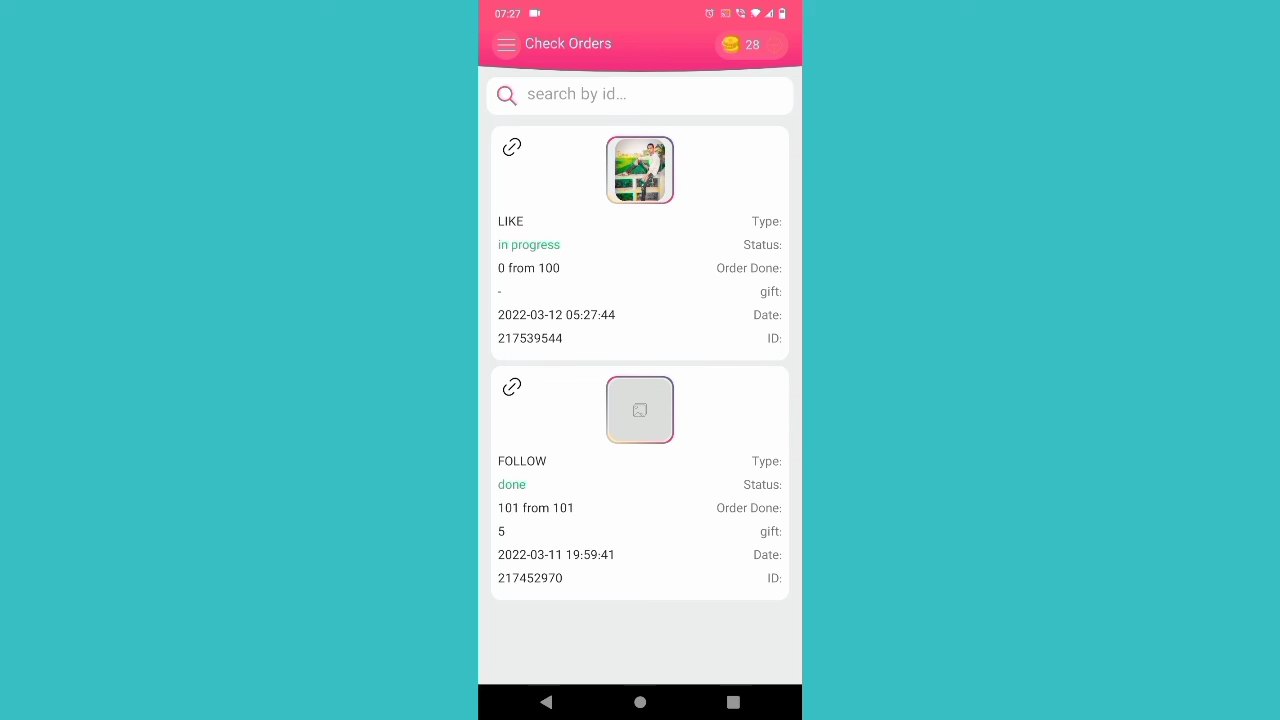 07:27
Check Orders
28
search by id...
LIKE Type:
in progress Status:
0 from 100 Order Done:
- gift:
2022-03-12 05:27:44 Date:
217539544 ID:
FOLLOW Type:
done Status:
101 from 101 Order Done:
5 gift:
2022-03-11 19:59:41 Date:
217452970 ID: